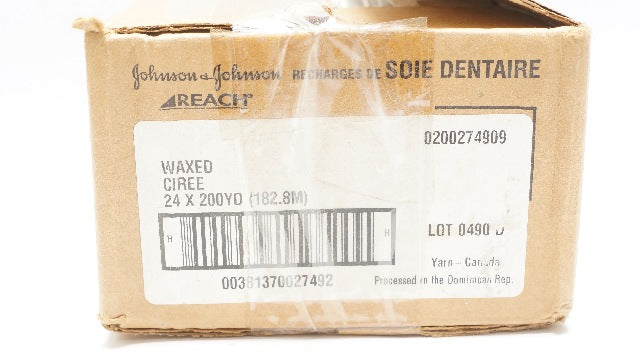 Johnson & Johnson RECHARGES DE SOIE DENTAIRE
REACH®
0200274909
WAXED
CIREE
24 X 200YD (182.8M)
H H
LOT 0490 D
00381370027492
Yarn - Canada
Processed in the Dominican Rep.